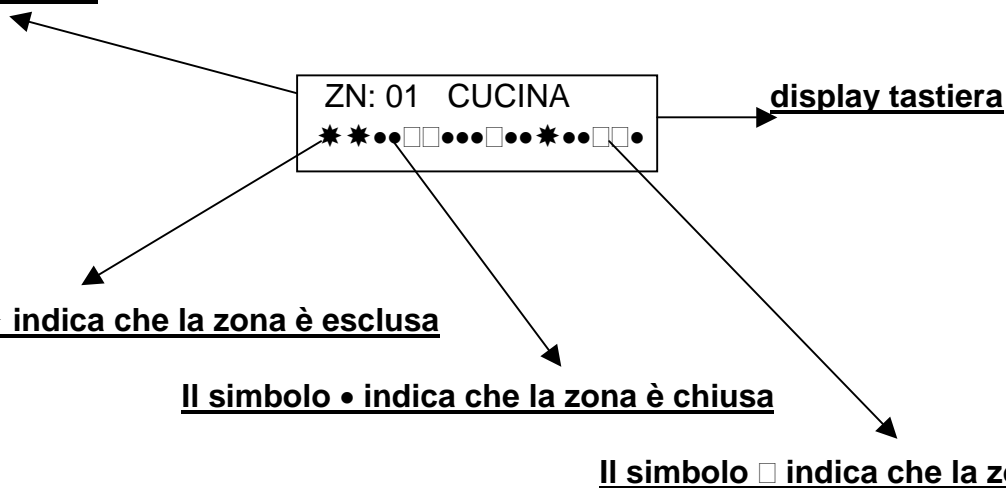 ZN: 01 CUCINA
✷ ✷●●□□●●●□●●✷●●□□●
display tastiera
indica che la zona è esclusa
Il simbolo • indica che la zona è chiusa
Il simbolo □ indica che la